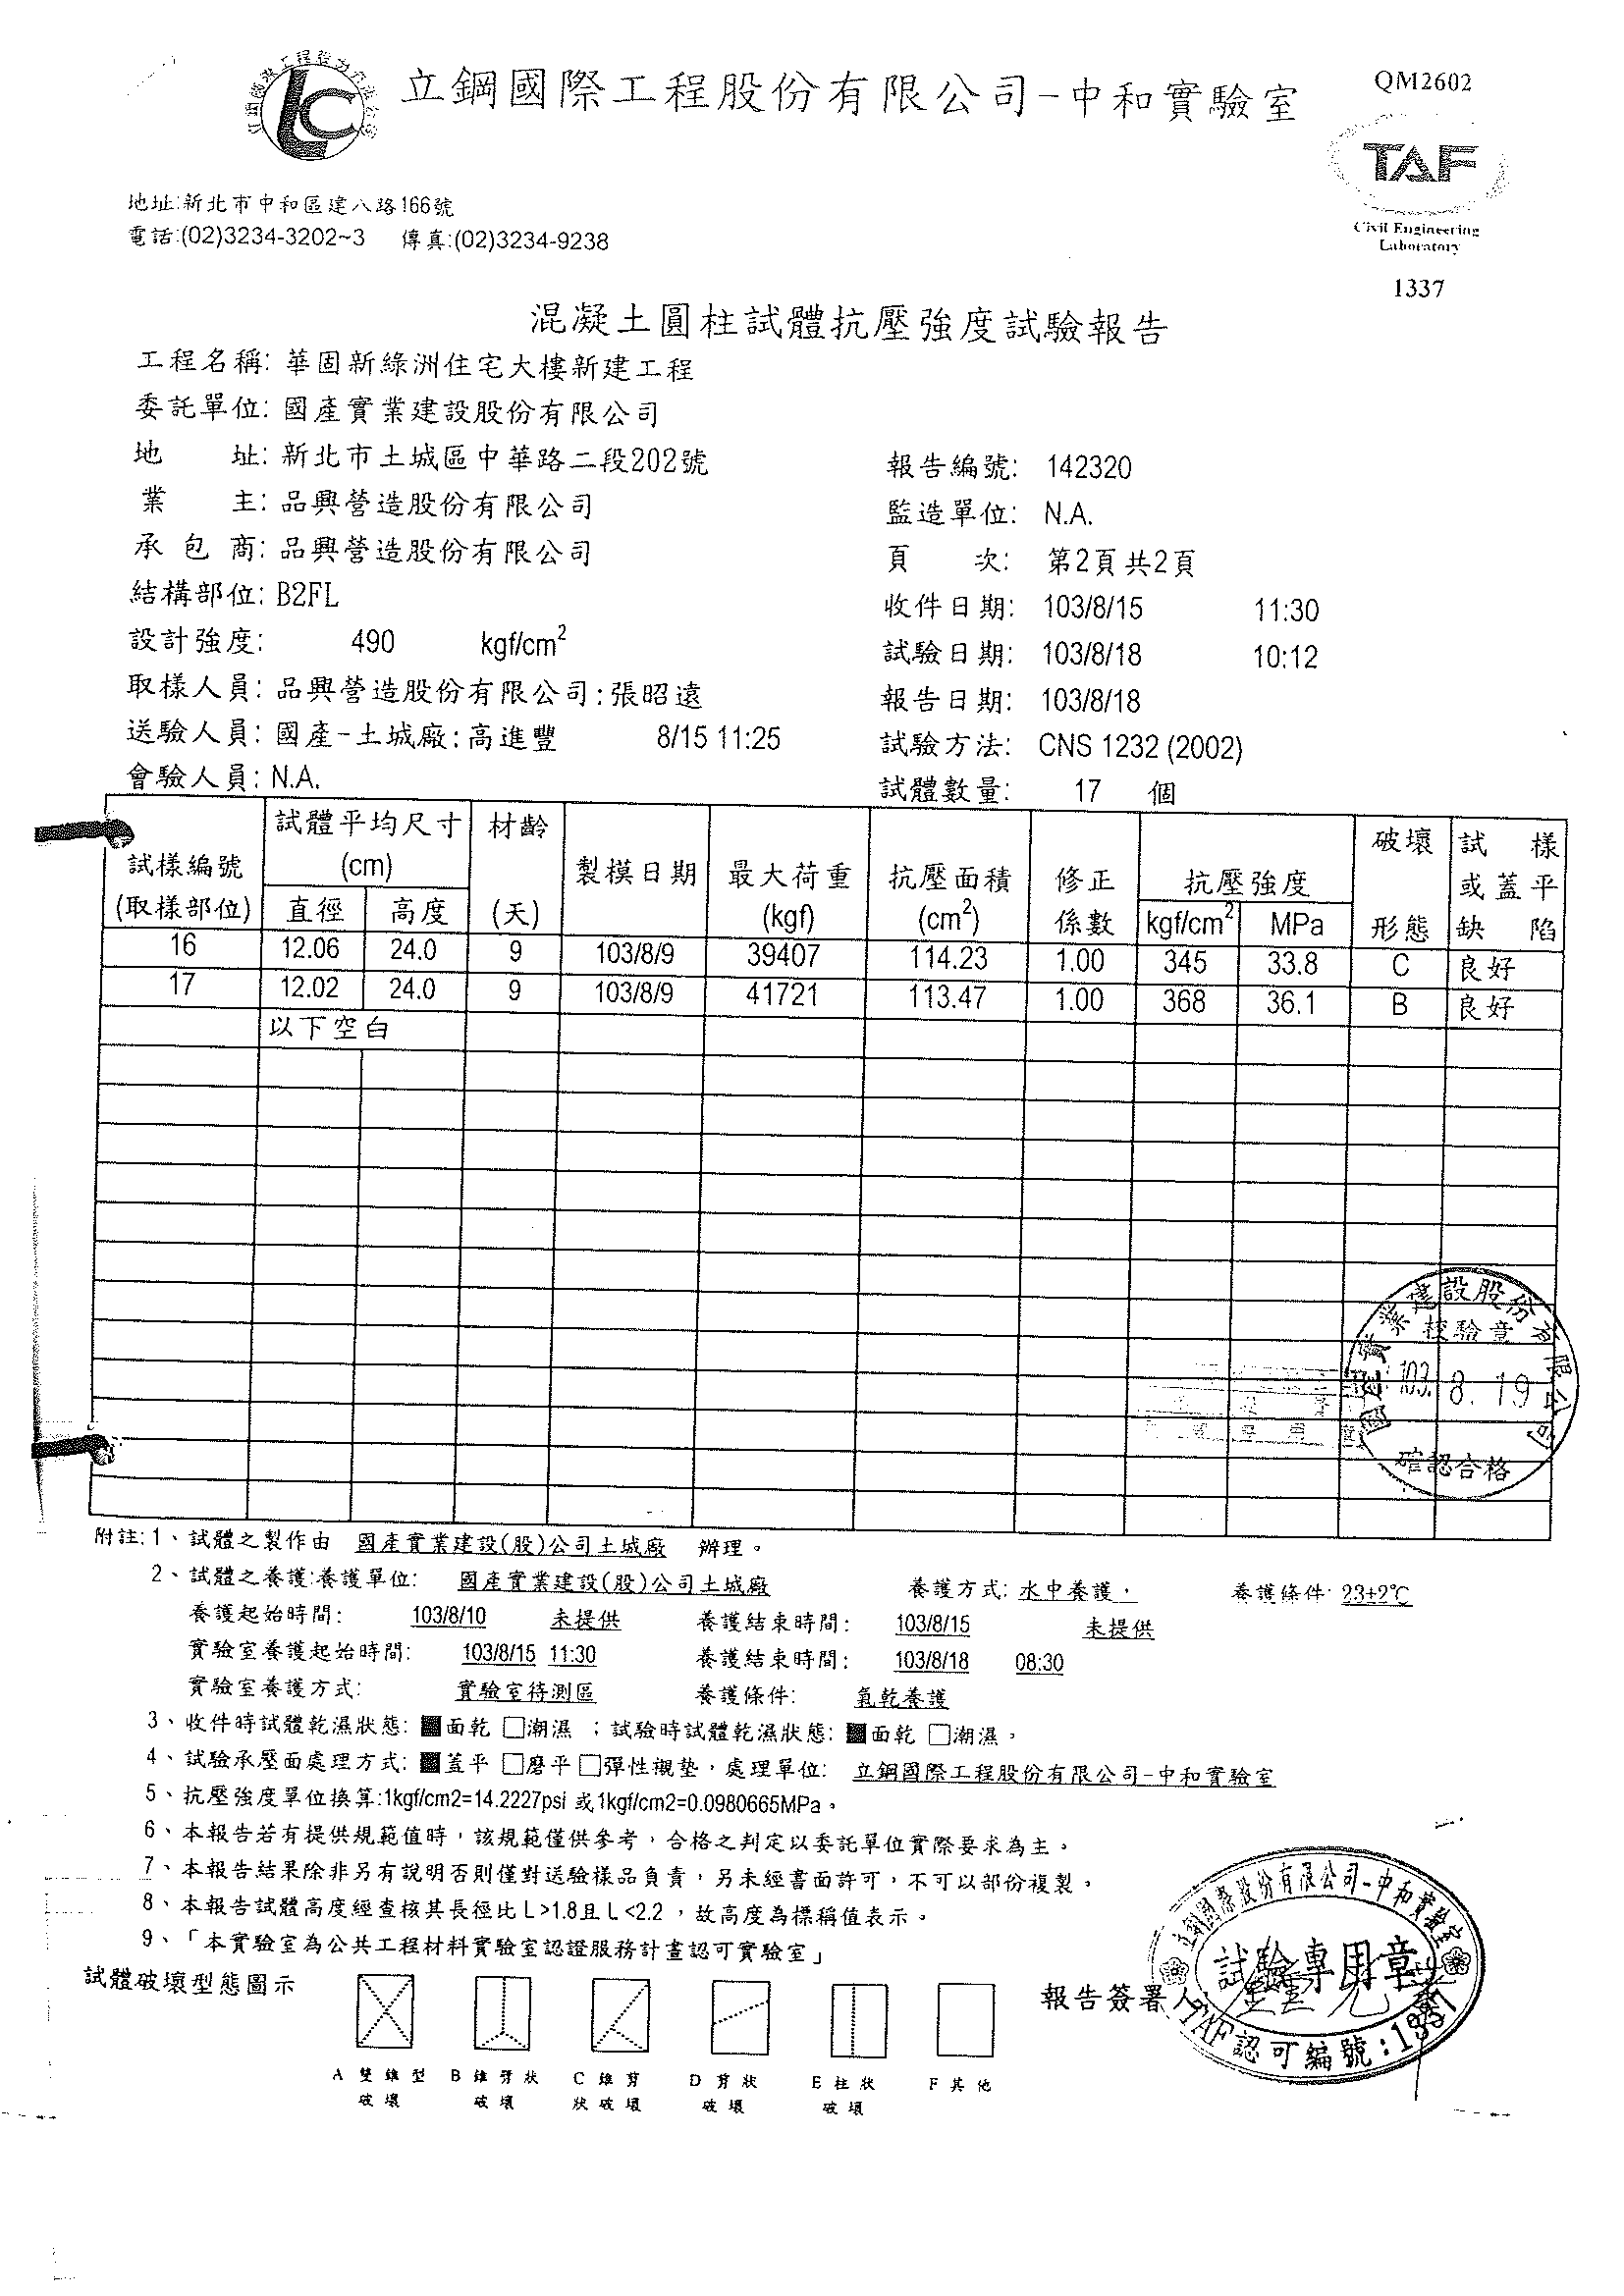 立鋼國際工程股份有限公司-中和實驗室
QM2602
TAF
Civil Engineering
Laboratory
1337
地址:新北市中和區建八路166號
電話:(02)3234-3202~3 傳真:(02)3234-9238
混凝土圓柱試體抗壓強度試驗報告
工程名稱: 華固新綠洲住宅大樓新建工程
委託單位: 國產實業建設股份有限公司
地 址: 新北市土城區中華路二段202號
報告編號: 142320
業 主: 品興營造股份有限公司
監造單位: N.A.
承包商: 品興營造股份有限公司
頁 次: 第2頁共2頁
結構部位: B2FL
收件日期: 103/8/15 11:30
設計強度: 490 kgf/cm²
試驗日期: 103/8/18 10:12
取樣人員: 品興營造股份有限公司:張昭遠
報告日期: 103/8/18
送驗人員: 國產-土城廠:高進豐 8/15 11:25
試驗方法: CNS 1232 (2002)
會驗人員: N.A.
試體數量: 17 個
試樣編號 (取樣部位) 試體平均尺寸 (cm) 直徑 高度 材齡 (天) 製模日期 最大荷重 (kgf) 抗壓面積 (cm²) 修正係數 抗壓強度 kgf/cm² MPa 破壞形態 試樣或蓋平缺陷
16 12.06 24.0 9 103/8/9 39407 114.23 1.00 345 33.8 C 良好
17 12.02 24.0 9 103/8/9 41721 113.47 1.00 368 36.1 B 良好
以下空白
國產實業建設股份有限公司
校驗章
103. 8. 19
確認合格
附註:1、試體之製作由 國產實業建設(股)公司土城廠 辦理。
2、試體之養護:養護單位: 國產實業建設(股)公司土城廠 養護方式: 水中養護, 養護條件: 23±2℃
養護起始時間: 103/8/10 未提供 養護結束時間: 103/8/15 未提供
實驗室養護起始時間: 103/8/15 11:30 養護結束時間: 103/8/18 08:30
實驗室養護方式: 實驗室待測區 養護條件: 氣乾養護
3、收件時試體乾濕狀態: ■面乾 □潮濕 ;試驗時試體乾濕狀態: ■面乾 □潮濕。
4、試驗承壓面處理方式: ■蓋平 □磨平 □彈性襯墊,處理單位: 立鋼國際工程股份有限公司-中和實驗室
5、抗壓強度單位換算:1kgf/cm2=14.2227psi 或1kgf/cm2=0.0980665MPa。
6、本報告若有提供規範值時,該規範僅供參考,合格之判定以委託單位實際要求為主。
7、本報告結果除非另有說明否則僅對送驗樣品負責,另未經書面許可,不可以部份複製。
8、本報告試體高度經查核其長徑比 L>1.8且 L<2.2,故高度為標稱值表示。
9、「本實驗室為公共工程材料實驗室認證服務計畫認可實驗室」
試體破壞型態圖示
A 雙錐型破壞
B 錐劈狀破壞
C 錐剪狀破壞
D 剪狀破壞
E 柱狀破壞
F 其他
報告簽署人
立鋼國際股份有限公司-中和實驗室
試驗專用章
TAF認可編號:1337